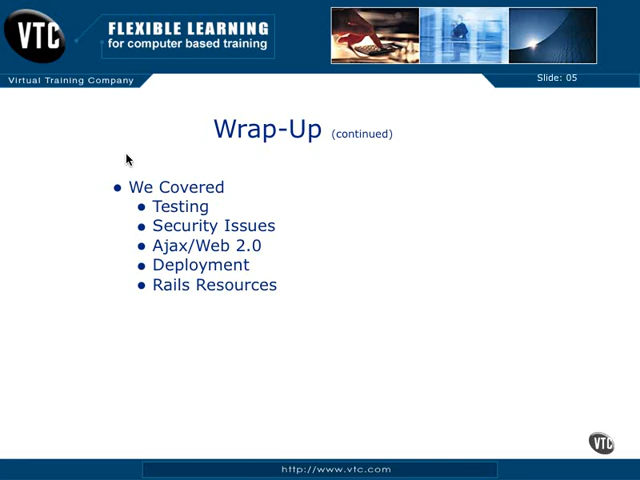 VTC
FLEXIBLE LEARNING
for computer based training
Virtual Training Company
Slide: 05
Wrap-Up (continued)
• We Covered
• Testing
• Security Issues
• Ajax/Web 2.0
• Deployment
• Rails Resources
VTC
http://www.vtc.com